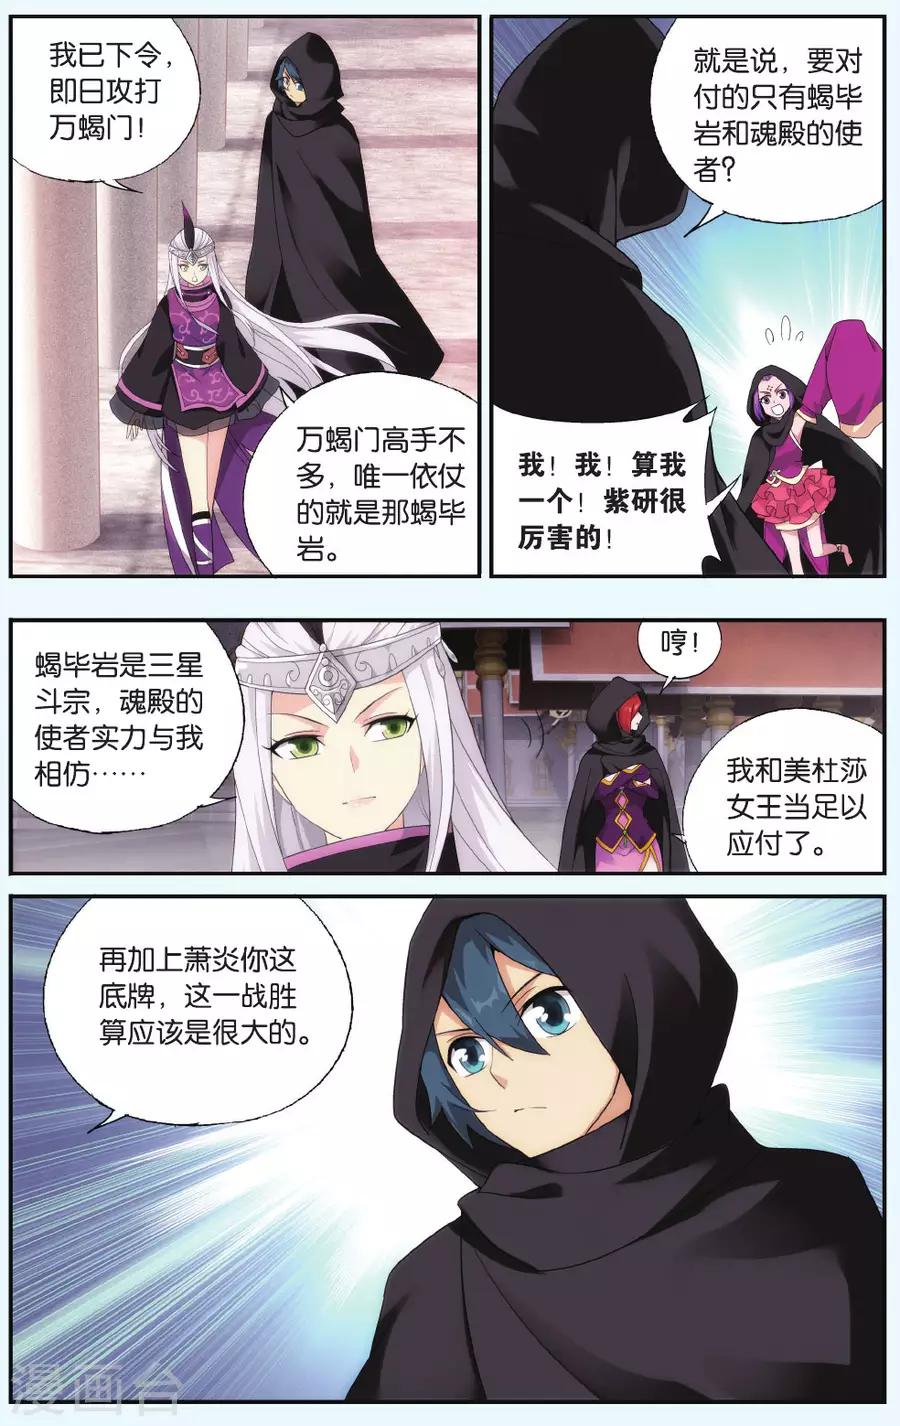 我已下令，
即日攻打
万蝎门！
万蝎门高手不
多，唯一依仗
的就是那蝎毕
岩。
就是说，要对
付的只有蝎毕
岩和魂殿的使
者？
我！我！算我
一个！紫研很
厉害的！
蝎毕岩是三星
斗宗，魂殿的
使者实力与我
相仿……
哼！
我和美杜莎
女王当足以
应付了。
再加上萧炎你这
底牌，这一战胜
算应该是很大的。
漫画台